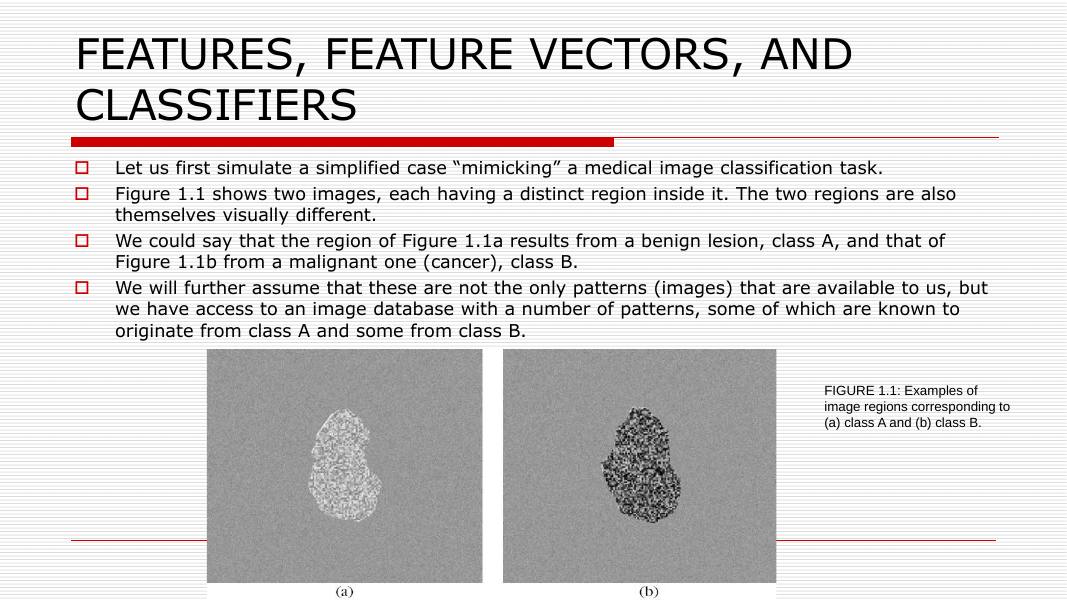 FEATURES, FEATURE VECTORS, AND
CLASSIFIERS
Let us first simulate a simplified case “mimicking” a medical image classification task.
Figure 1.1 shows two images, each having a distinct region inside it. The two regions are also
themselves visually different.
We could say that the region of Figure 1.1a results from a benign lesion, class A, and that of
Figure 1.1b from a malignant one (cancer), class B.
We will further assume that these are not the only patterns (images) that are available to us, but
we have access to an image database with a number of patterns, some of which are known to
originate from class A and some from class B.
FIGURE 1.1: Examples of
image regions corresponding to
(a) class A and (b) class B.
(a)
(b)